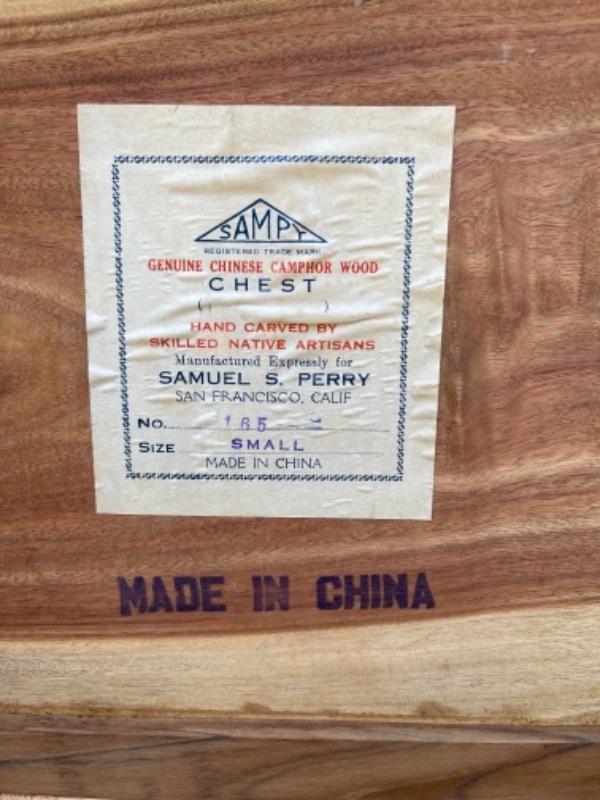 SAMPY
REGISTERED TRADE MARK
GENUINE CHINESE CAMPHOR WOOD
CHEST
( )
HAND CARVED BY
SKILLED NATIVE ARTISANS
Manufactured Expressly for
SAMUEL S. PERRY
SAN FRANCISCO, CALIF
No. 165
SIZE SMALL
MADE IN CHINA
MADE IN CHINA